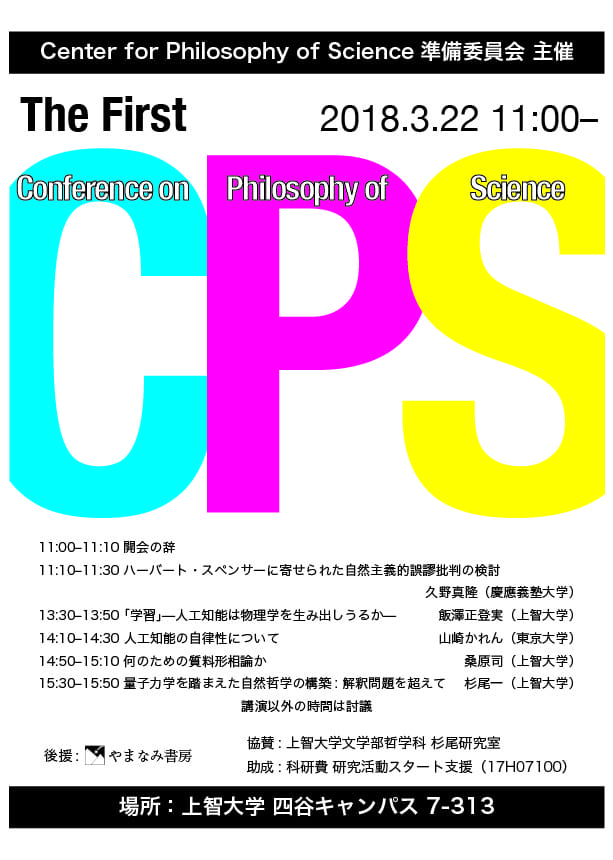 Center for Philosophy of Science 準備委員会 主催
The First
2018.3.22 11:00–
CPS
Conference on Philosophy of Science
11:00–11:10 開会の辞
11:10–11:30 ハーバート・スペンサーに寄せられた自然主義的誤謬批判の検討
久野真隆（慶應義塾大学）
13:30–13:50 「学習」―人工知能は物理学を生み出しうるか― 飯澤正登実（上智大学）
14:10–14:30 人工知能の自律性について 山崎かれん（東京大学）
14:50–15:10 何のための質料形相論か 桑原司（上智大学）
15:30–15:50 量子力学を踏まえた自然哲学の構築 : 解釈問題を超えて 杉尾一（上智大学）
講演以外の時間は討議
後援 : やまなみ書房
協賛 : 上智大学文学部哲学科 杉尾研究室
助成 : 科研費 研究活動スタート支援（17H07100）
場所：上智大学 四谷キャンパス 7-313